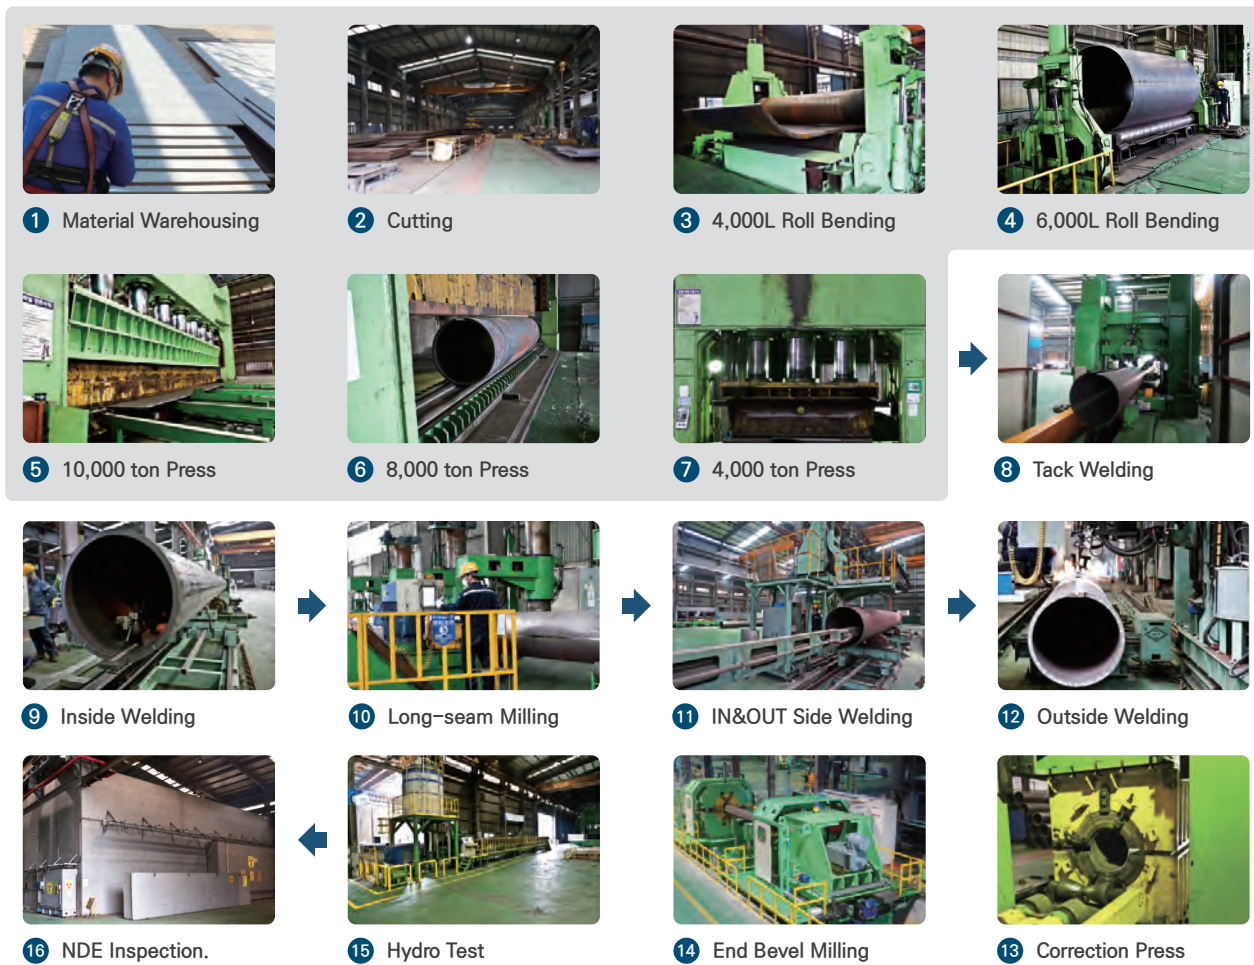 1 Material Warehousing
2 Cutting
3 4,000L Roll Bending
4 6,000L Roll Bending
5 10,000 ton Press
6 8,000 ton Press
7 4,000 ton Press
8 Tack Welding
9 Inside Welding
10 Long-seam Milling
11 IN&OUT Side Welding
12 Outside Welding
16 NDE Inspection.
15 Hydro Test
14 End Bevel Milling
13 Correction Press